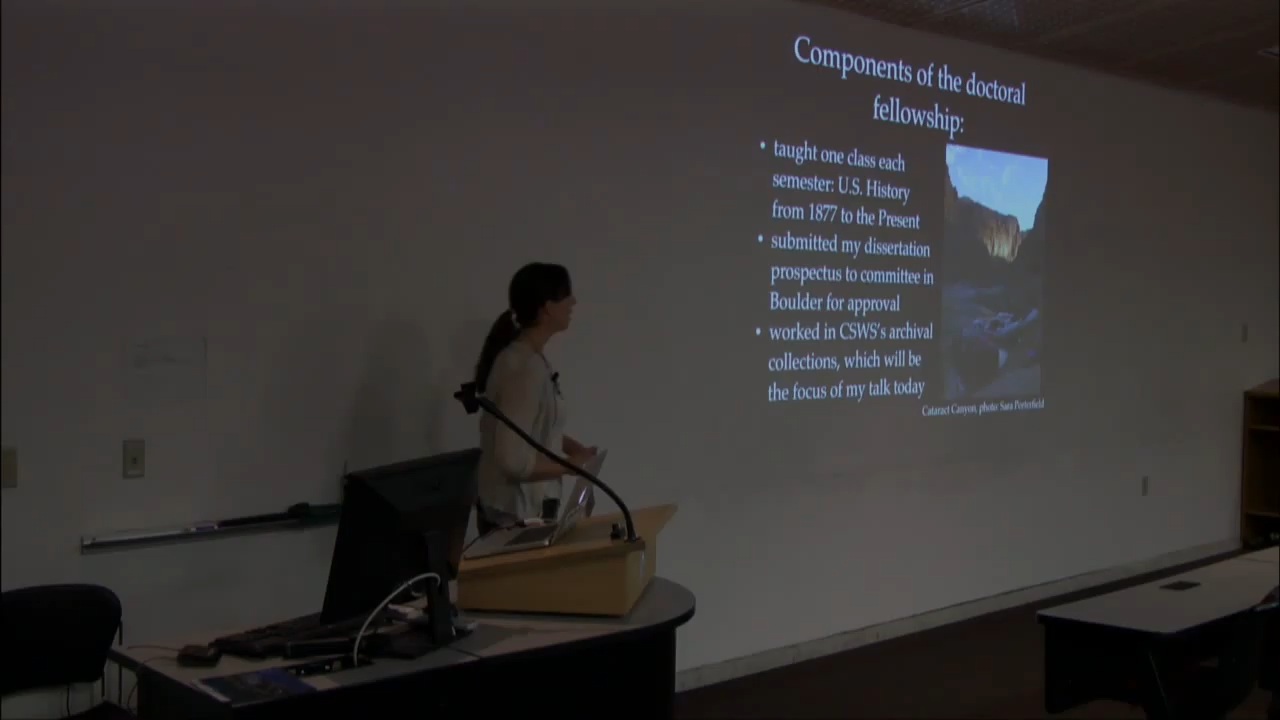 Components of the doctoral
fellowship:
• taught one class each
semester: U.S. History
from 1877 to the Present
• submitted my dissertation
prospectus to committee in
Boulder for approval
• worked in CSWS's archival
collections, which will be
the focus of my talk today
Cataract Canyon, photo: Sara Porterfield